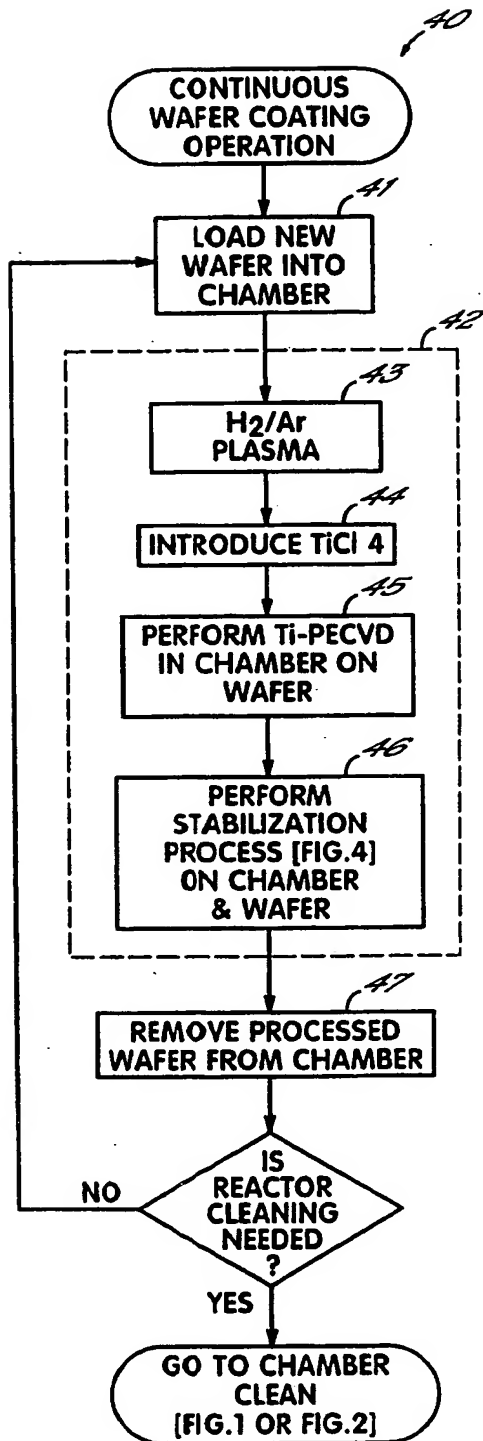 40
CONTINUOUS
WAFER COATING
OPERATION
41
LOAD NEW
WAFER INTO
CHAMBER
42
43
H2/Ar
PLASMA
44
INTRODUCE TiCl 4
45
PERFORM Ti-PECVD
IN CHAMBER ON
WAFER
46
PERFORM
STABILIZATION
PROCESS [FIG.4]
ON CHAMBER
& WAFER
47
REMOVE PROCESSED
WAFER FROM CHAMBER
IS
REACTOR
CLEANING
NEEDED
?
NO
YES
GO TO CHAMBER
CLEAN
[FIG.1 OR FIG.2]